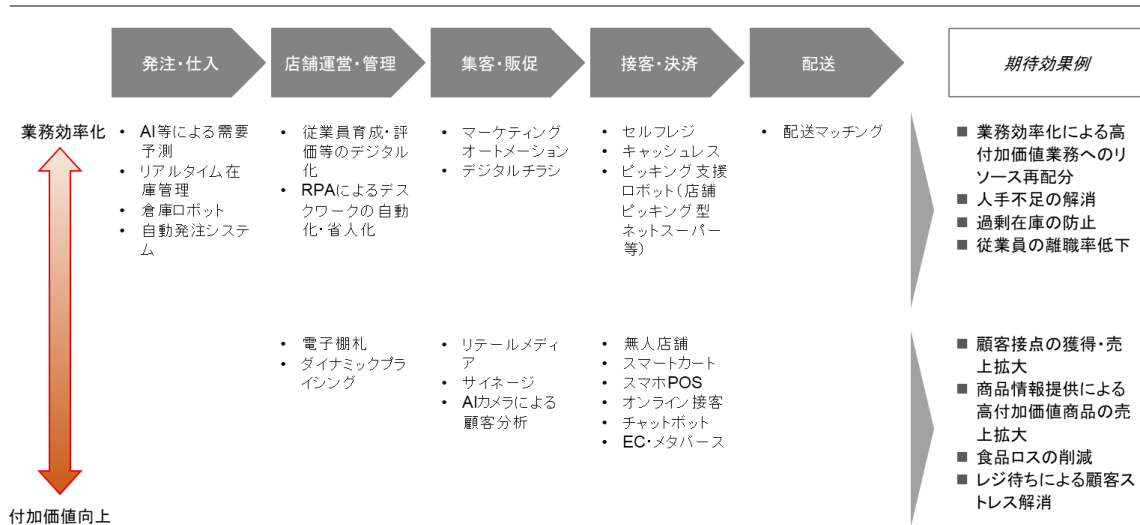 発注・仕入
店舗運営・管理
集客・販促
接客・決済
配送
期待効果例
業務効率化
• AI等による需要
予測
• リアルタイム在
庫管理
• 倉庫ロボット
• 自動発注システ
ム
• 従業員育成・評
価等のデジタル
化
• RPAによるデス
クワークの自動
化・省人化
• マーケティング
オートメーション
• デジタルチラシ
• セルフレジ
• キャッシュレス
• ピッキング支援
ロボット（店舗
ピッキング型
ネットスーパー
等）
• 配送マッチング
■ 業務効率化による高
付加価値業務へのリ
ソース再配分
■ 人手不足の解消
■ 過剰在庫の防止
■ 従業員の離職率低下
• 電子棚札
• ダイナミックプラ
イシング
• リテールメディ
ア
• サイネージ
• AIカメラによる
顧客分析
• 無人店舗
• スマートカート
• スマホPOS
• オンライン接客
• チャットボット
• EC・メタバース
■ 顧客接点の獲得・売
上拡大
■ 商品情報提供による
高付加価値商品の売
上拡大
■ 食品ロスの削減
■ レジ待ちによる顧客ス
トレス解消
付加価値向上